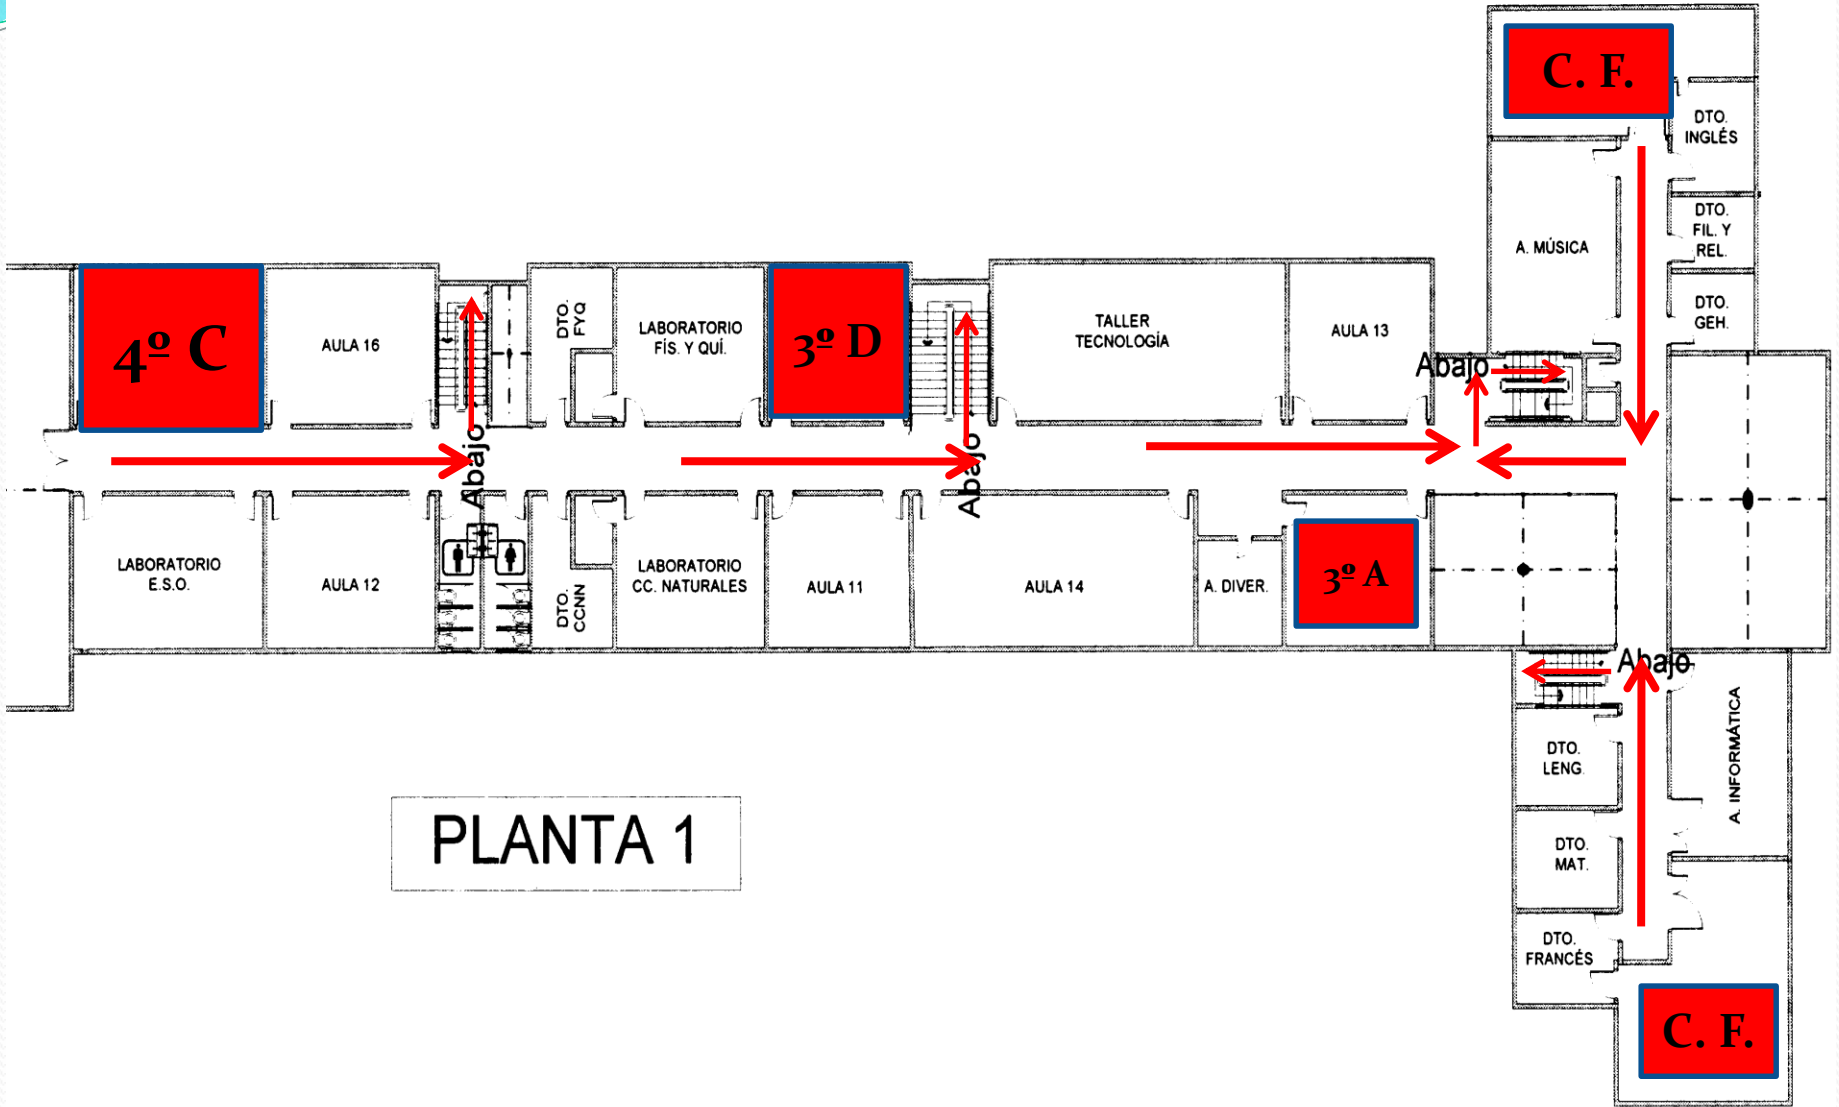 C. F.
DTO.
INGLÉS
DTO.
FIL. Y
REL.
A. MÚSICA
DTO.
GEH.
4º C
AULA 16
DTO.
FYQ
LABORATORIO
FÍS. Y QUÍ.
3º D
TALLER
TECNOLOGÍA
AULA 13
Abajo
Abajo
Abajo
LABORATORIO
E.S.O.
AULA 12
DTO.
CCNN
LABORATORIO
CC. NATURALES
AULA 11
AULA 14
A. DIVER.
3º A
Abajo
A. INFORMÁTICA
DTO.
LENG.
DTO.
MAT.
DTO.
FRANCÉS
C. F.
PLANTA 1